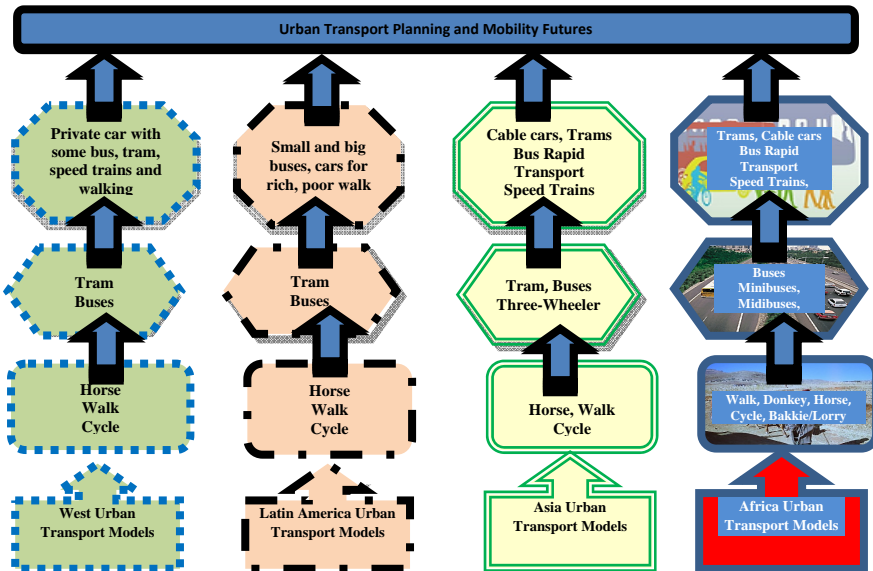 Urban Transport Planning and Mobility Futures
Private car with
some bus, tram,
speed trains and
walking
Small and big
buses, cars for
rich, poor walk
Cable cars, Trams
Bus Rapid
Transport
Speed Trains
Trams, Cable cars
Bus Rapid
Transport
Speed Trains,
Tram
Buses
Tram
Buses
Tram, Buses
Three-Wheeler
Buses
Minibuses,
Midibuses,
Horse
Walk
Cycle
Horse
Walk
Cycle
Horse, Walk
Cycle
Walk, Donkey, Horse,
Cycle, Bakkie/Lorry
West Urban
Transport Models
Latin America Urban
Transport Models
Asia Urban
Transport Models
Africa Urban
Transport Models